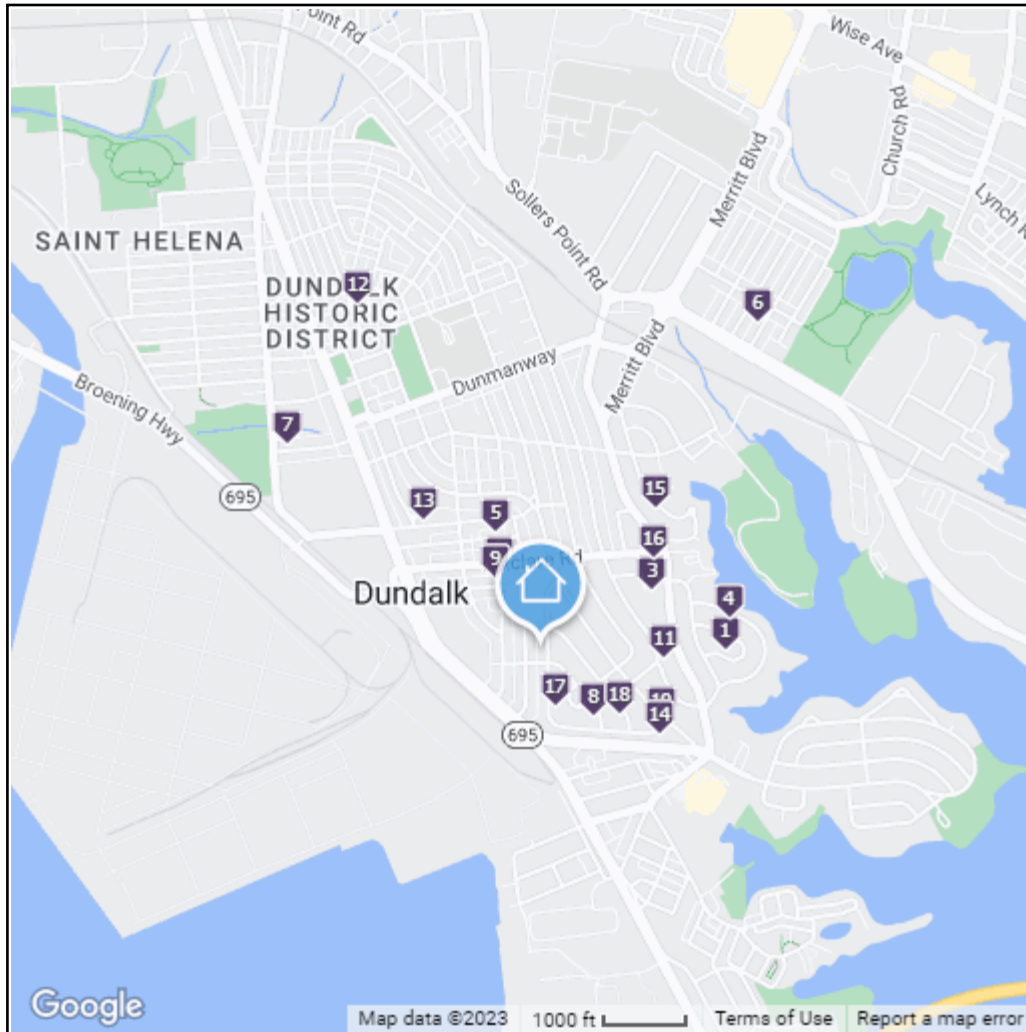 Point Rd
Wise Ave
Church Rd
Merritt Blvd
Lynch
Sollers Point Rd
SAINT HELENA
12
HISTORIC
DISTRICT
6
Dunmanway
Merritt Blvd
Broening Hwy
7
695
13
5
15
16
9
Rd
3
Dundalk
4
1
11
17
8
18
14
695
Google
Map data ©2023
1000 ft
Terms of Use
Report a map error